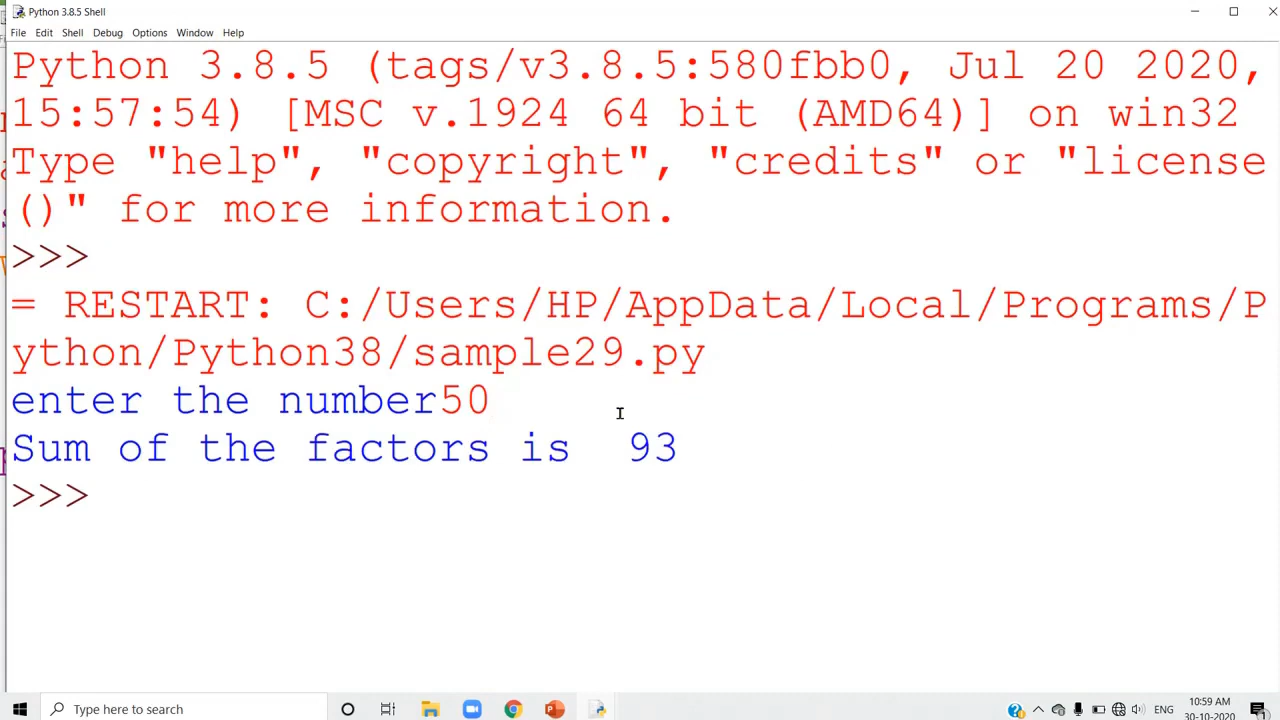 Python 3.8.5 Shell
File Edit Shell Debug Options Window Help
Python 3.8.5 (tags/v3.8.5:580fbb0, Jul 20 2020,
15:57:54) [MSC v.1924 64 bit (AMD64)] on win32
Type "help", "copyright", "credits" or "license
()" for more information.
>>>
= RESTART: C:/Users/HP/AppData/Local/Programs/P
ython/Python38/sample29.py
enter the number50
Sum of the factors is  93
>>>
Type here to search
ENG
10:59 AM
30-10-2020
1